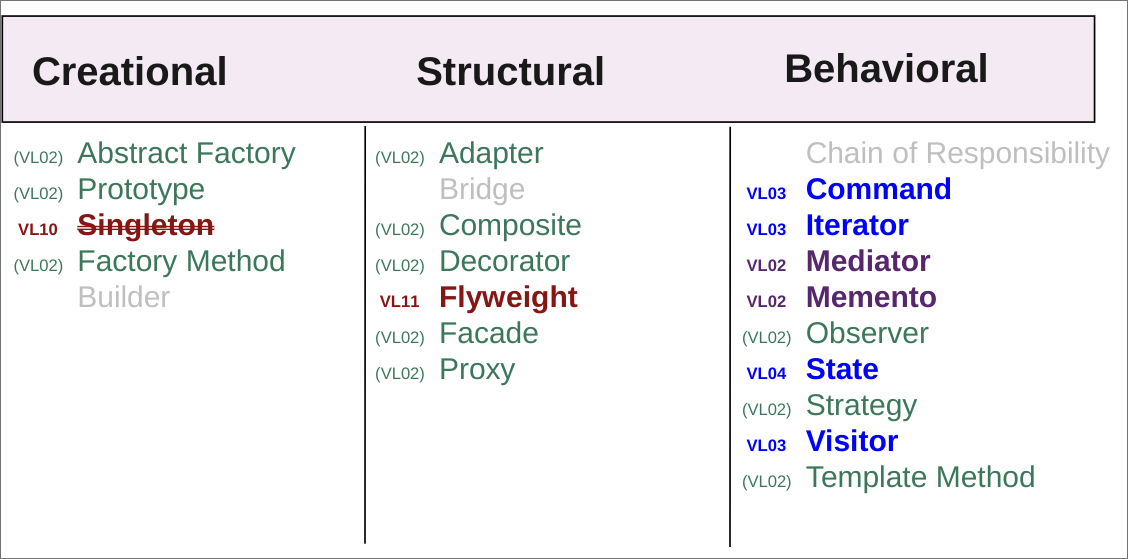 Creational
Structural
Behavioral
(VL02) Abstract Factory
(VL02) Prototype
VL10 Singleton
(VL02) Factory Method
Builder
(VL02) Adapter
Bridge
(VL02) Composite
(VL02) Decorator
VL11 Flyweight
(VL02) Facade
(VL02) Proxy
Chain of Responsibility
VL03 Command
VL03 Iterator
VL02 Mediator
VL02 Memento
(VL02) Observer
VL04 State
(VL02) Strategy
VL03 Visitor
(VL02) Template Method